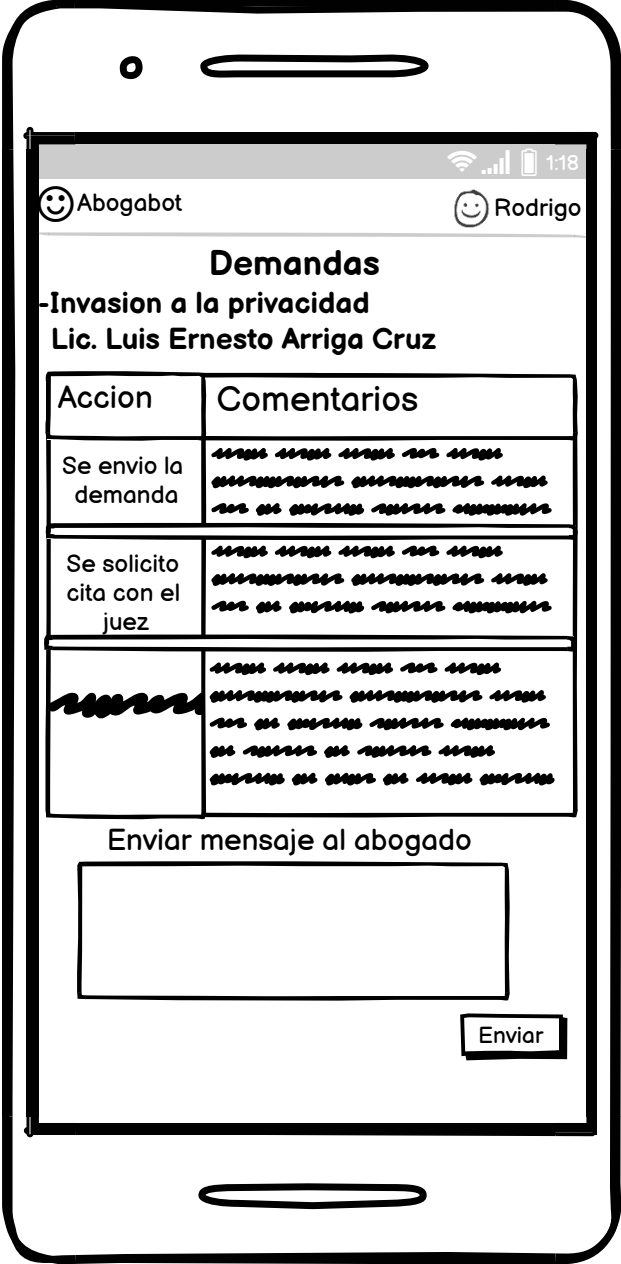 1:18
Abogabot
Rodrigo
Demandas
-Invasion a la privacidad
Lic. Luis Ernesto Arriga Cruz
Accion
Comentarios
Se envio la
demanda
Se solicito
cita con el
juez
Enviar mensaje al abogado
Enviar